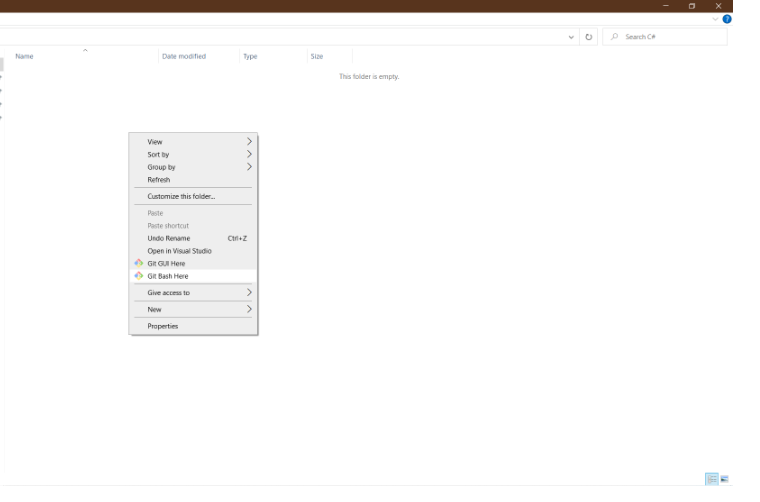 Search C#
Name Date modified Type Size
This folder is empty.
View
Sort by
Group by
Refresh
Customize this folder...
Paste
Paste shortcut
Undo Rename Ctrl+Z
Open in Visual Studio
Git GUI Here
Git Bash Here
Give access to
New
Properties